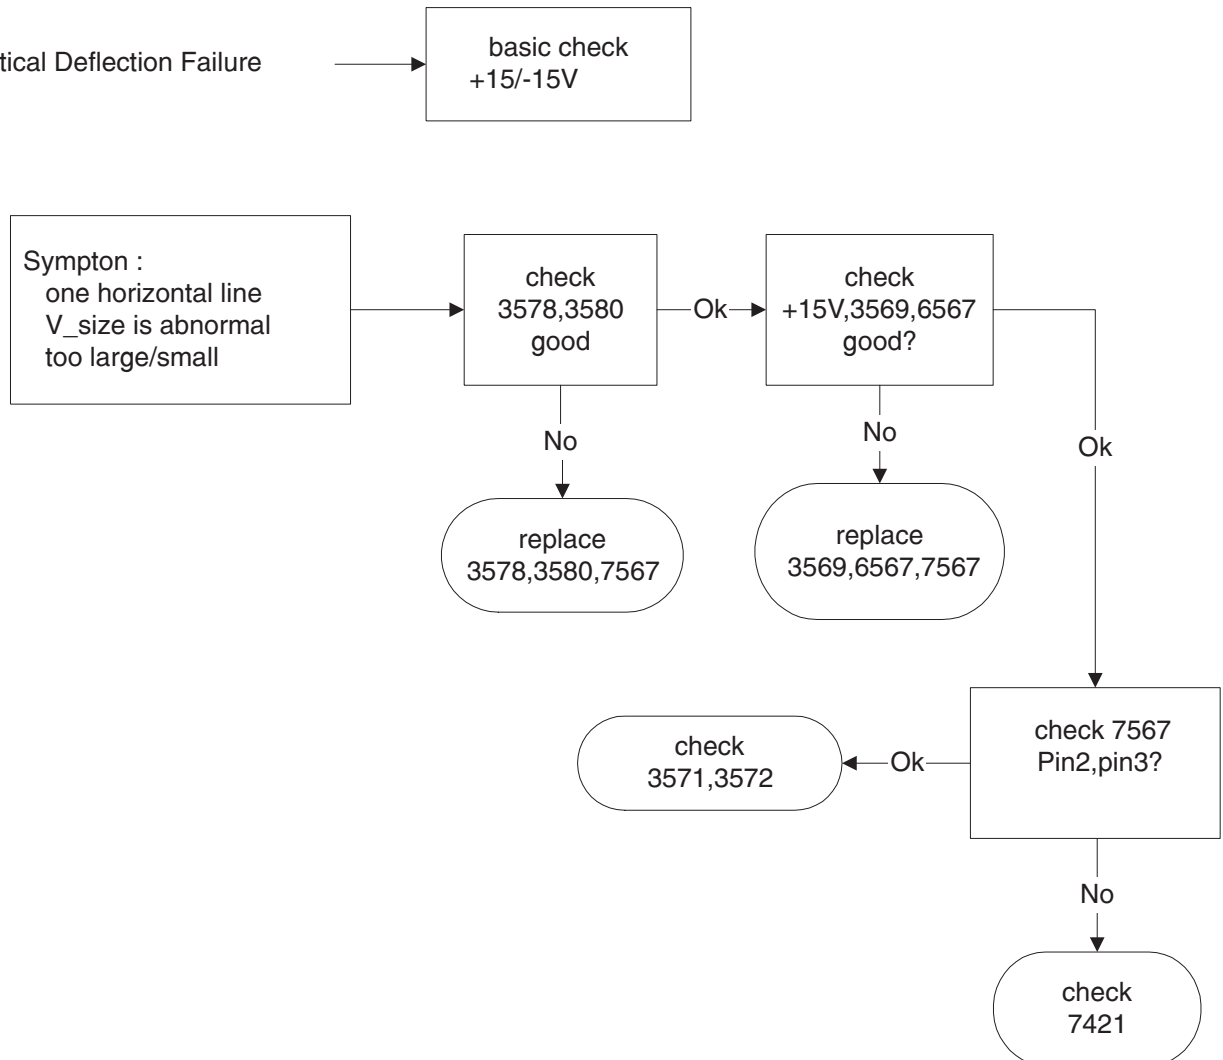 tical Deflection Failure
basic check
+15/-15V
Sympton :
one horizontal line
V_size is abnormal
too large/small
check
3578,3580
good
Ok
check
+15V,3569,6567
good?
No
No
Ok
replace
3578,3580,7567
replace
3569,6567,7567
check 7567
Pin2,pin3?
Ok
check
3571,3572
No
check
7421